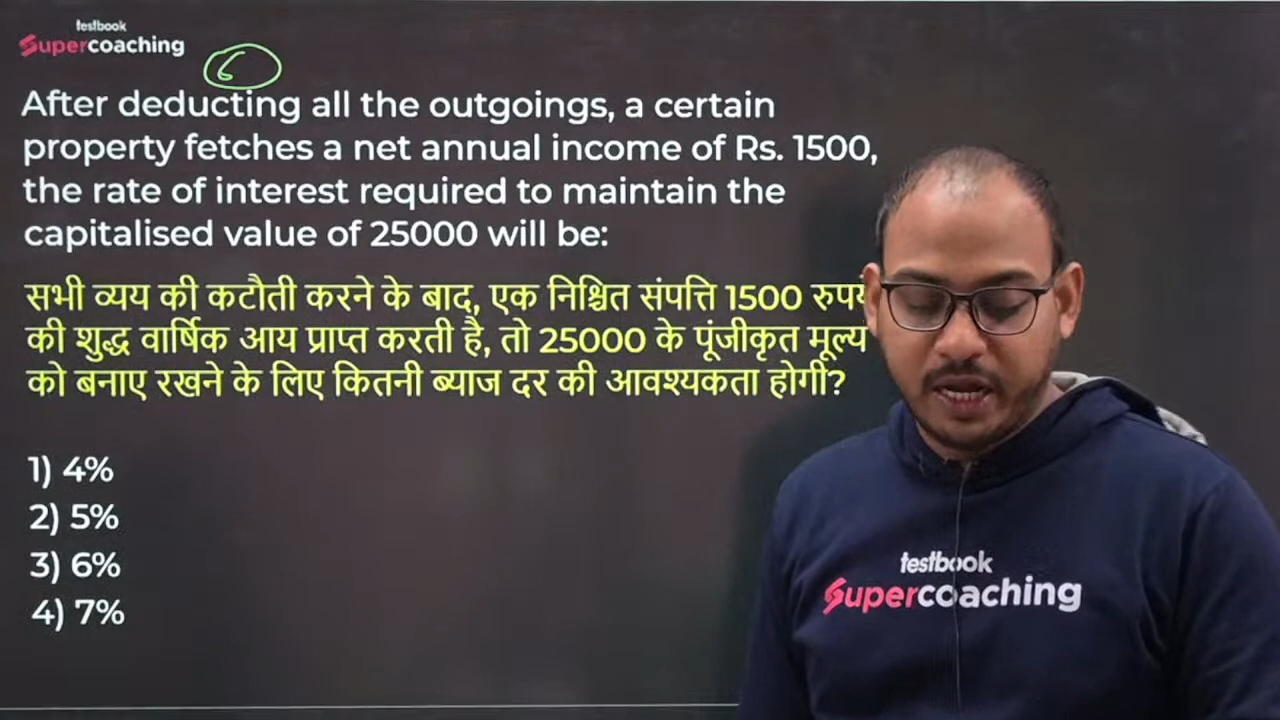 testbook
Supercoaching
6
After deducting all the outgoings, a certain
property fetches a net annual income of Rs. 1500,
the rate of interest required to maintain the
capitalised value of 25000 will be:
सभी व्यय की कटौती करने के बाद, एक निश्चित संपत्ति 1500
की शुद्ध वार्षिक आय प्राप्त करती है, तो 25000 के पूंजीकृत मूल्य
को बनाए रखने के लिए कितनी ब्याज दर की आवश्यकता होगी?
1) 4%
2) 5%
3) 6%
4) 7%
testbook
Supercoaching